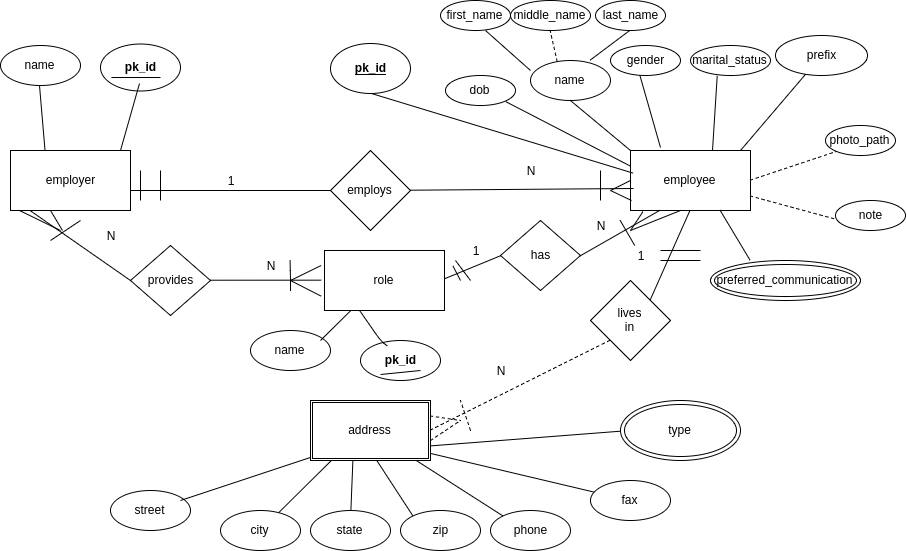 first_name
middle_name
last_name
name
pk_id
pk_id
dob
name
gender
marital_status
prefix
photo_path
note
employer
1
employs
N
employee
N
provides
N
role
1
has
N
1
preferred_communication
lives
in
name
pk_id
N
address
type
street
city
state
zip
phone
fax